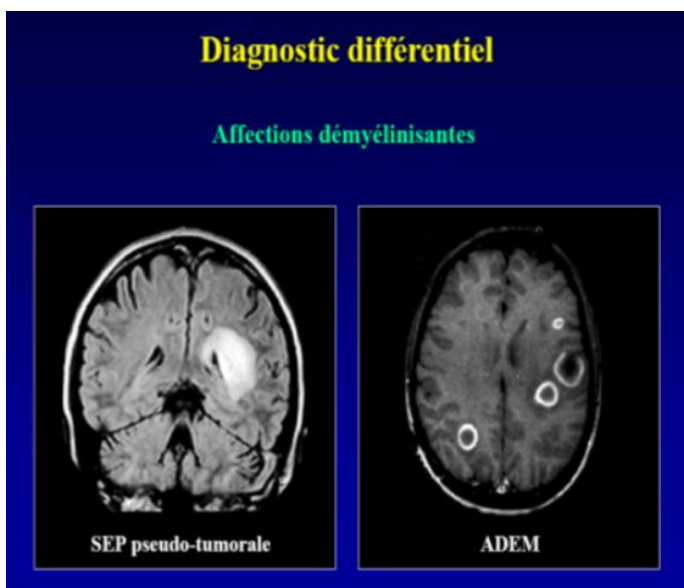 Diagnostic différentiel
Affections démyélinisantes
SEP pseudo-tumorale
ADEM